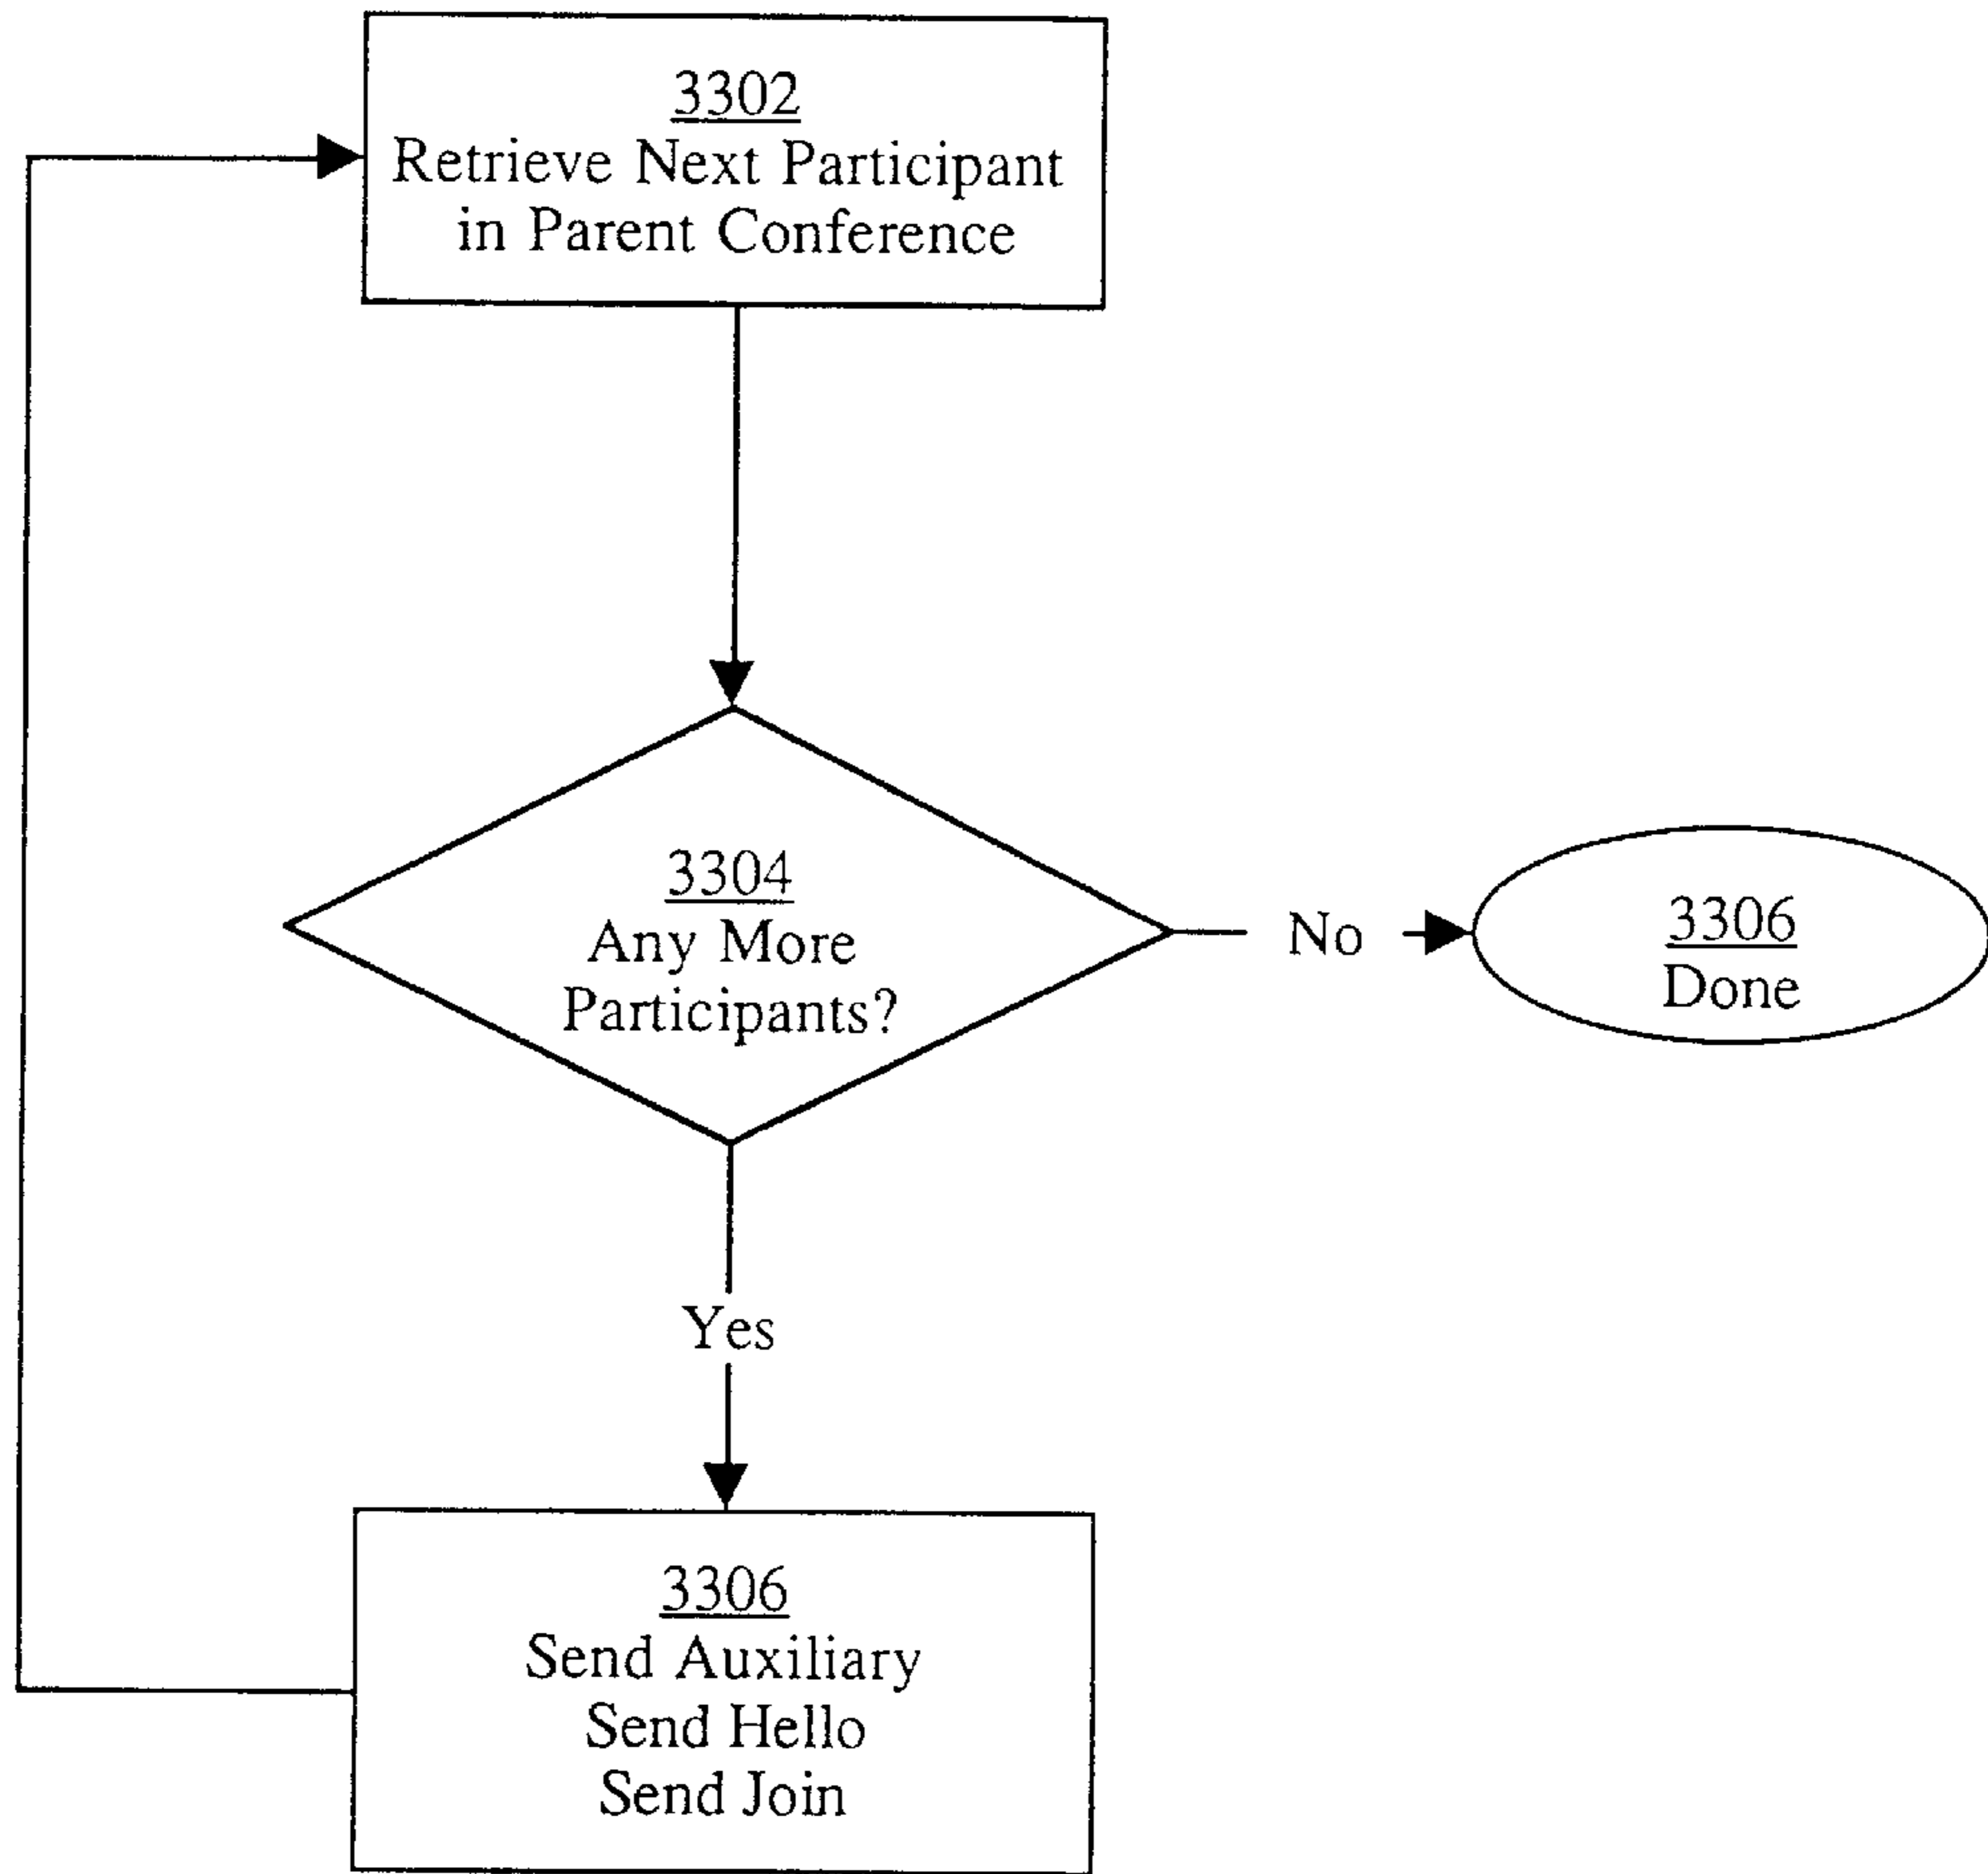 3302
Retrieve Next Participant
in Parent Conference
3304
Any More
Participants?
No
3306
Done
Yes
3306
Send Auxiliary
Send Hello
Send Join